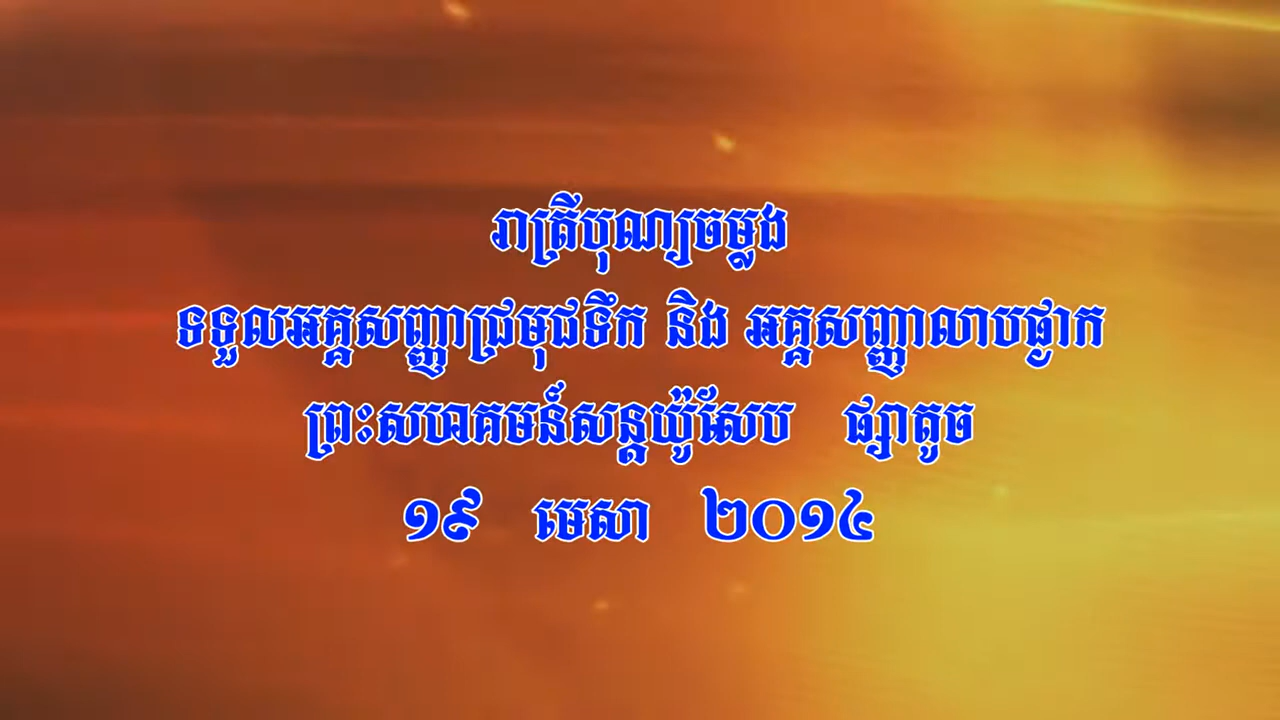 រាត្រីបុណ្យចម្លង
ទទួលអគ្គសញ្ញាជ្រមុជទឹក និង អគ្គសញ្ញាលាបផ្ងាក
ព្រះសហគមន៍សន្តយ៉ូសែប ផ្សាតូច
១៩ មេសា ២០១៤